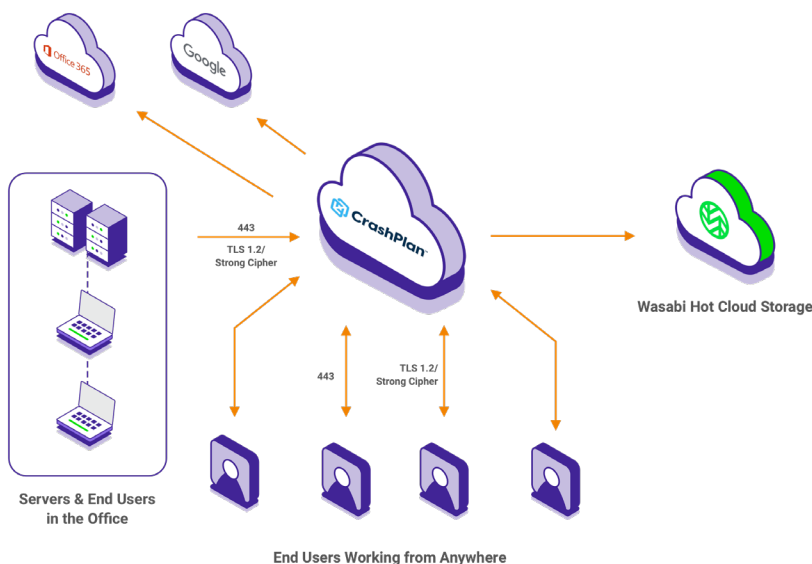 Office 365
Google
CrashPlan™
443
TLS 1.2/
Strong Cipher
Wasabi Hot Cloud Storage
443
TLS 1.2/
Strong Cipher
Servers & End Users
in the Office
End Users Working from Anywhere